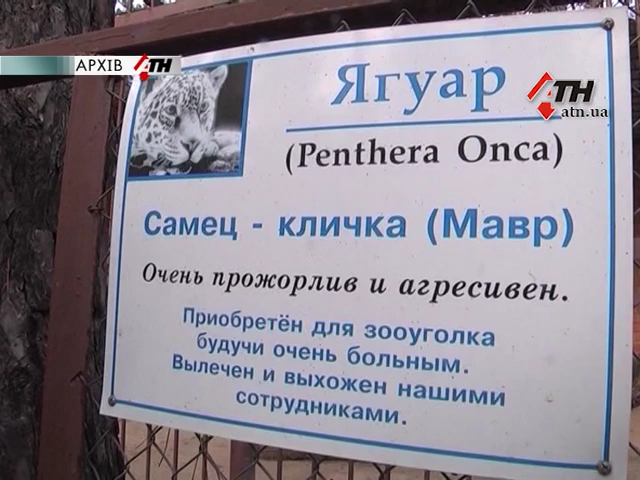 АРХІВ АТН
АТН
atn.ua
Ягуар
(Penthera Onca)
Самец - кличка (Мавр)
Очень прожорлив и агресивен.
Приобретён для зооуголка
будучи очень больным.
Вылечен и выхожен нашими
сотрудниками.